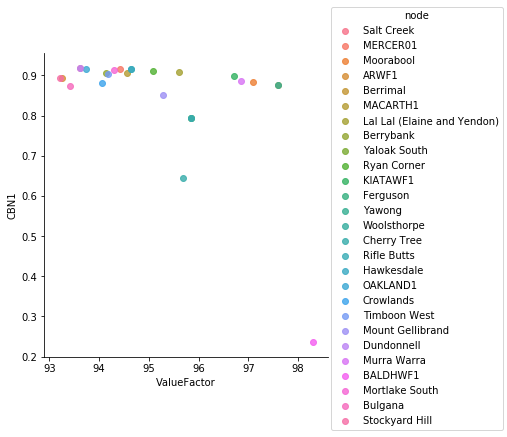 node
Salt Creek
MERCER01
Moorabool
ARWF1
Berrimal
MACARTH1
Lal Lal (Elaine and Yendon)
Berrybank
Yaloak South
Ryan Corner
KIATAWF1
Ferguson
Yawong
Woolsthorpe
Cherry Tree
Rifle Butts
Hawkesdale
OAKLAND1
Crowlands
Timboon West
Mount Gellibrand
Dundonnell
Murra Warra
BALDHWF1
Mortlake South
Bulgana
Stockyard Hill
CBN1
0.9
0.8
0.7
0.6
0.5
0.4
0.3
0.2
93 94 95 96 97 98
ValueFactor